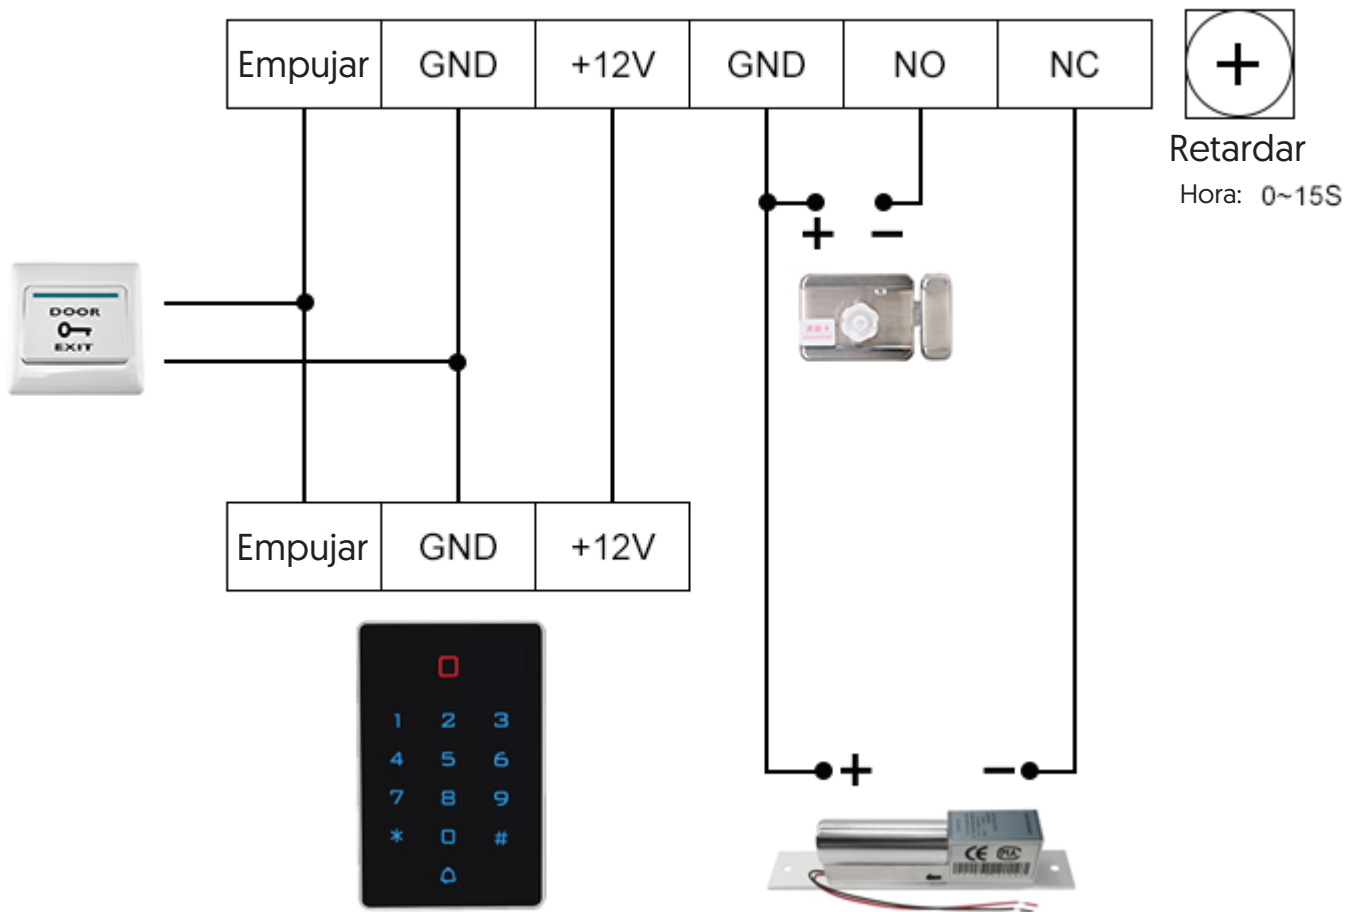 Empujar GND +12V GND NO NC
+
Retardar
Hora: 0~15S
+ −
DOOR
EXIT
Empujar GND +12V
1 2 3
4 5 6
7 8 9
* 0 #
+ −
CE